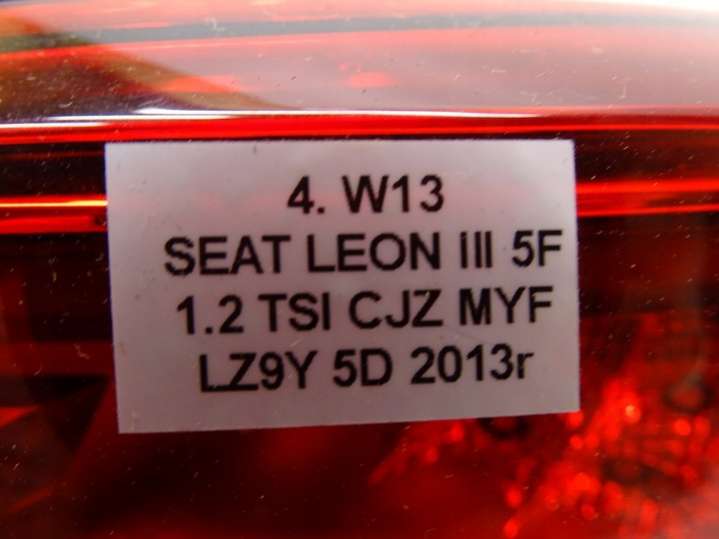 4. W13
SEAT LEON iII 5F
1.2 TSI CJZ MYF
LZ9Y 5D 2013r